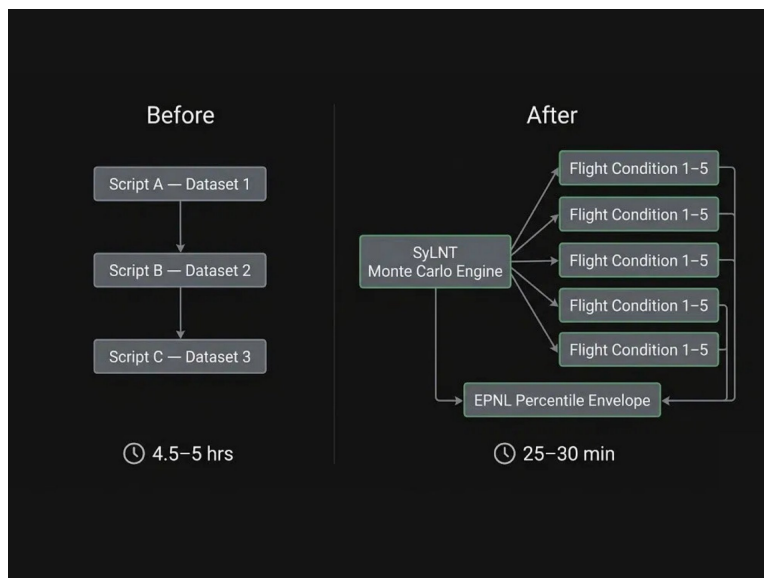 Before
Script A — Dataset 1
Script B — Dataset 2
Script C — Dataset 3
4.5–5 hrs
After
SyLNT
Monte Carlo Engine
Flight Condition 1–5
Flight Condition 1–5
Flight Condition 1–5
Flight Condition 1–5
Flight Condition 1–5
EPNL Percentile Envelope
25–30 min